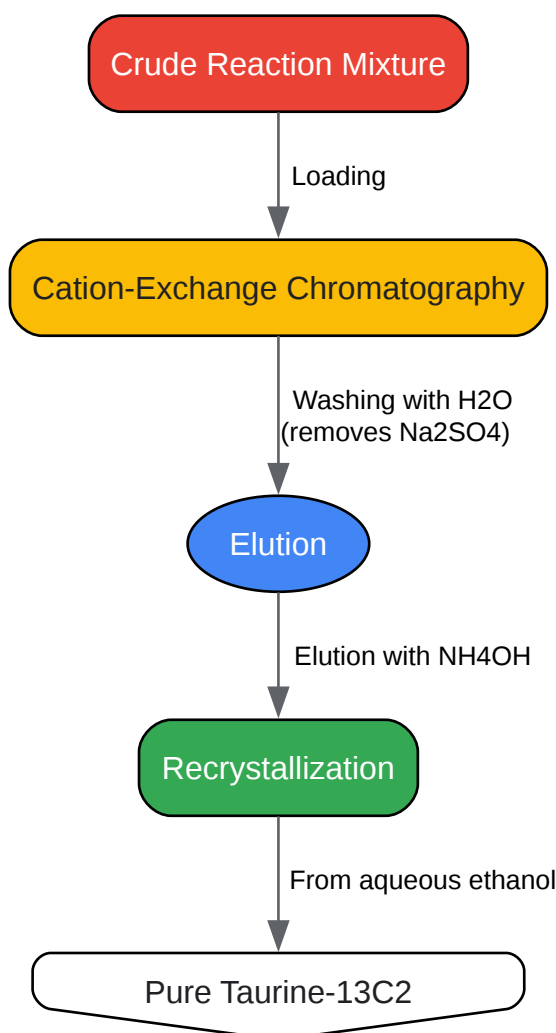 Crude Reaction Mixture
Loading
Cation-Exchange Chromatography
Washing with H2O
(removes Na2SO4)
Elution
Elution with NH4OH
Recrystallization
From aqueous ethanol
Pure Taurine-13C2